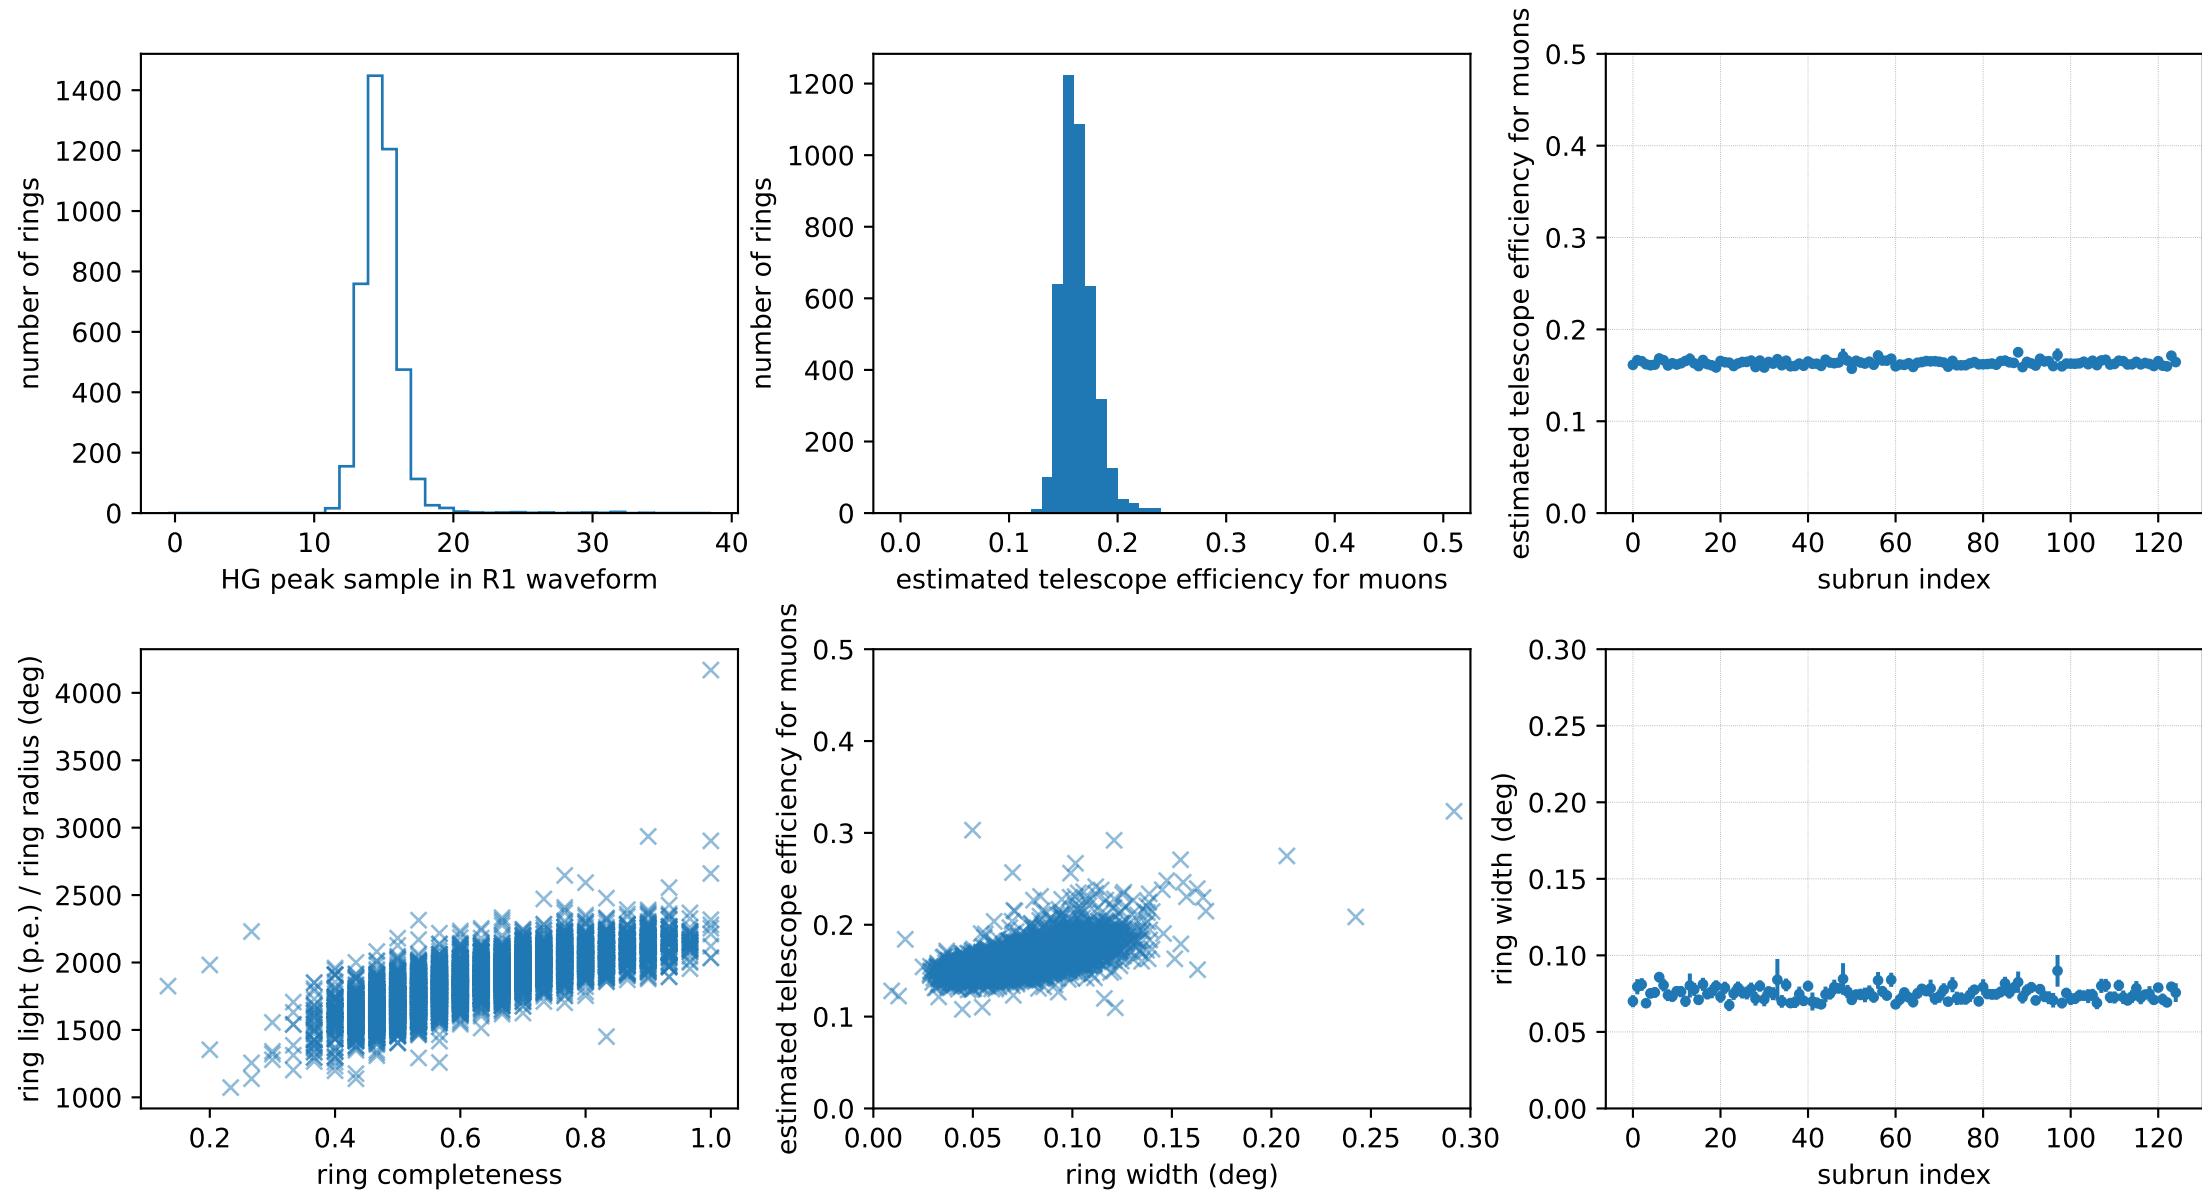 number of rings
1400
1200
1000
800
600
400
200
0
0 10 20 30 40
HG peak sample in R1 waveform
number of rings
1200
1000
800
600
400
200
0
0.0 0.1 0.2 0.3 0.4 0.5
estimated telescope efficiency for muons
estimated telescope efficiency for muons
0.5
0.4
0.3
0.2
0.1
0.0
0 20 40 60 80 100 120
subrun index
ring light (p.e.) / ring radius (deg)
4000
3500
3000
2500
2000
1500
1000
0.2 0.4 0.6 0.8 1.0
ring completeness
estimated telescope efficiency for muons
0.5
0.4
0.3
0.2
0.1
0.0
0.00 0.05 0.10 0.15 0.20 0.25 0.30
ring width (deg)
ring width (deg)
0.30
0.25
0.20
0.15
0.10
0.05
0.00
0 20 40 60 80 100 120
subrun index